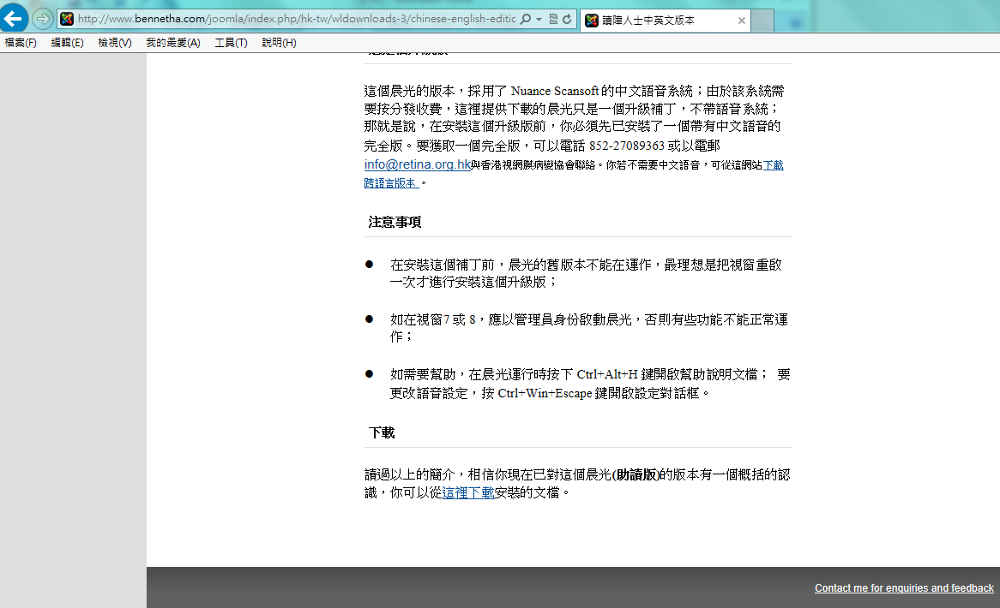 http://www.bennetha.com/joomla/index.php/hk-tw/wldownloads-3/chinese-english-editic
讀障人士中英文版本
檔案(F) 編輯(E) 檢視(V) 我的最愛(A) 工具(T) 說明(H)
這個晨光的版本，採用了 Nuance Scansoft 的中文語音系統；由於該系統需
要按分發收費，這裡提供下載的晨光只是一個升級補丁，不帶語音系統；
那就是說，在安裝這個升級版前，你必須先已安裝了一個帶有中文語音的
完全版。要獲取一個完全版，可以電話 852-27089363 或以電郵
info@retina.org.hk與香港視網膜病變協會聯絡。你若不需要中文語音，可從這網站下載
跨語言版本 。
注意事項
● 在安裝這個補丁前，晨光的舊版本不能在運作，最理想是把視窗重啟
一次才進行安裝這個升級版；
● 如在視窗7 或 8，應以管理員身份啟動晨光，否則有些功能不能正常運
作；
● 如需要幫助，在晨光運行時按下 Ctrl+Alt+H 鍵開啟幫助說明文檔； 要
更改語音設定，按 Ctrl+Win+Escape 鍵開啟設定對話框。
下載
讀過以上的簡介，相信你現在已對這個晨光(助讀版)的版本有一個概括的認
識，你可以從這裡下載安裝的文檔。
Contact me for enquiries and feedback